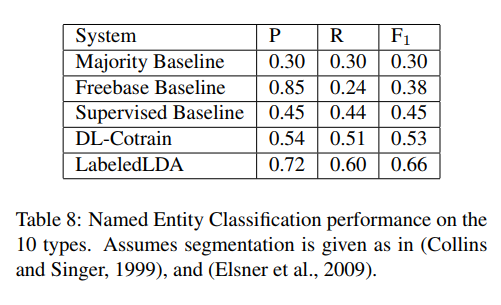 System P R F1
Majority Baseline 0.30 0.30 0.30
Freebase Baseline 0.85 0.24 0.38
Supervised Baseline 0.45 0.44 0.45
DL-Cotrain 0.54 0.51 0.53
LabeledLDA 0.72 0.60 0.66
Table 8: Named Entity Classification performance on the
10 types. Assumes segmentation is given as in (Collins
and Singer, 1999), and (Elsner et al., 2009).